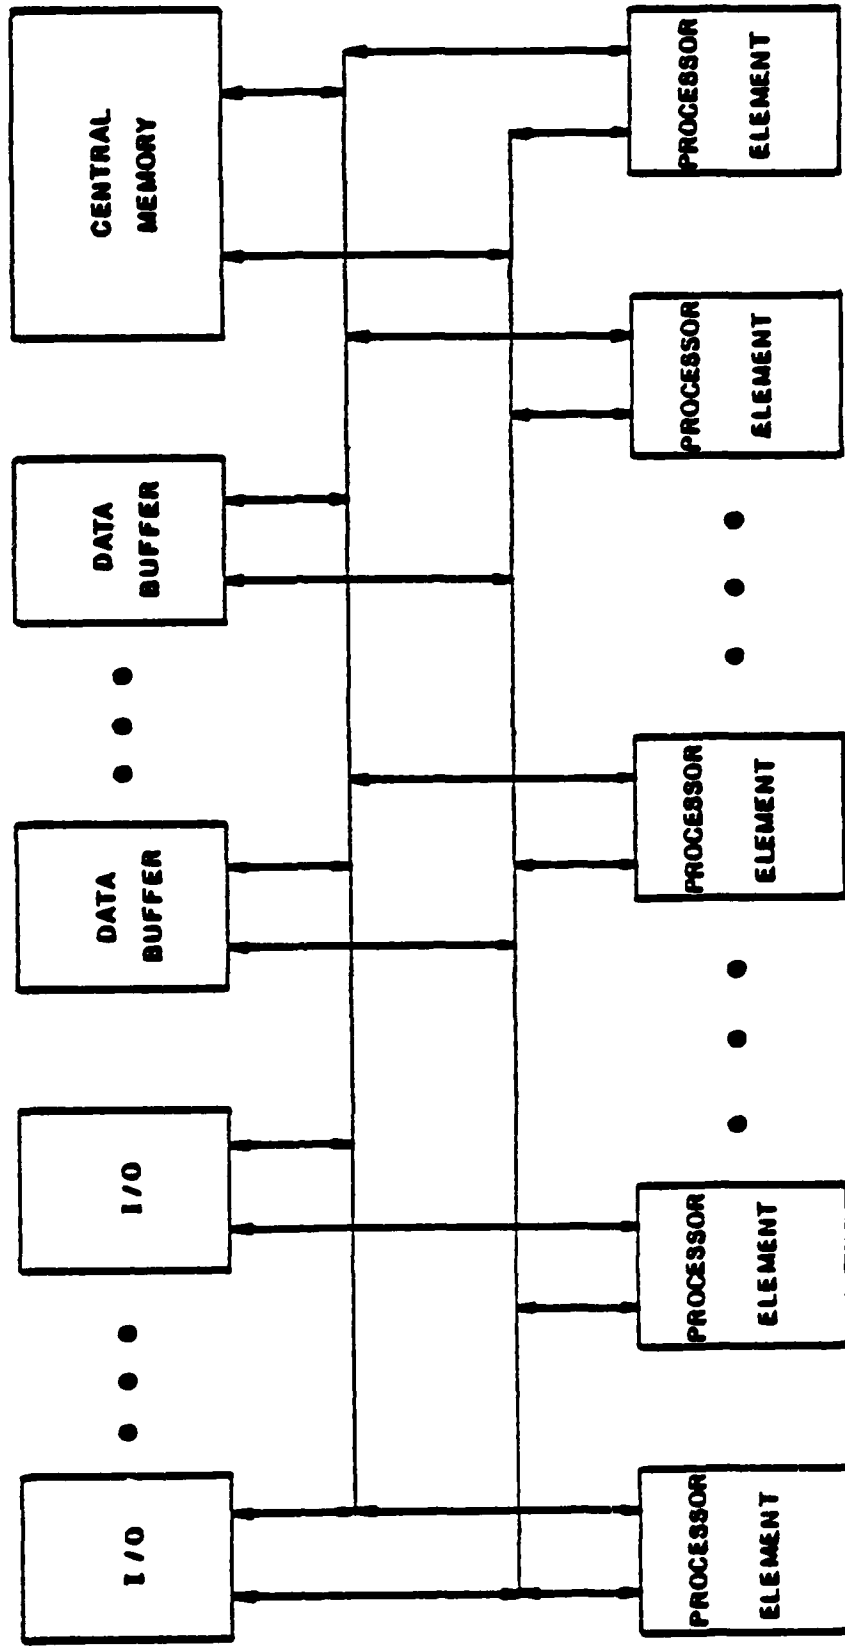 I/O
I/O
DATA
BUFFER
DATA
BUFFER
CENTRAL
MEMORY
PROCESSOR
ELEMENT
PROCESSOR
ELEMENT
PROCESSOR
ELEMENT
PROCESSOR
ELEMENT
PROCESSOR
ELEMENT